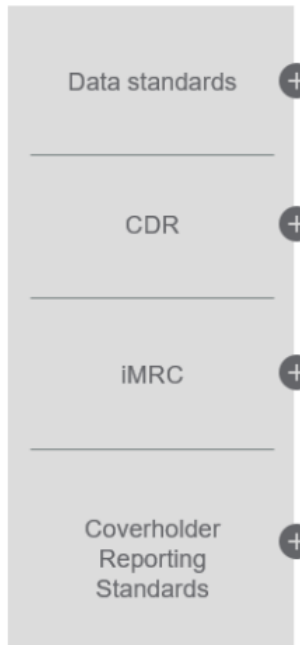 Data standards
CDR
iMRC
Coverholder
Reporting
Standards